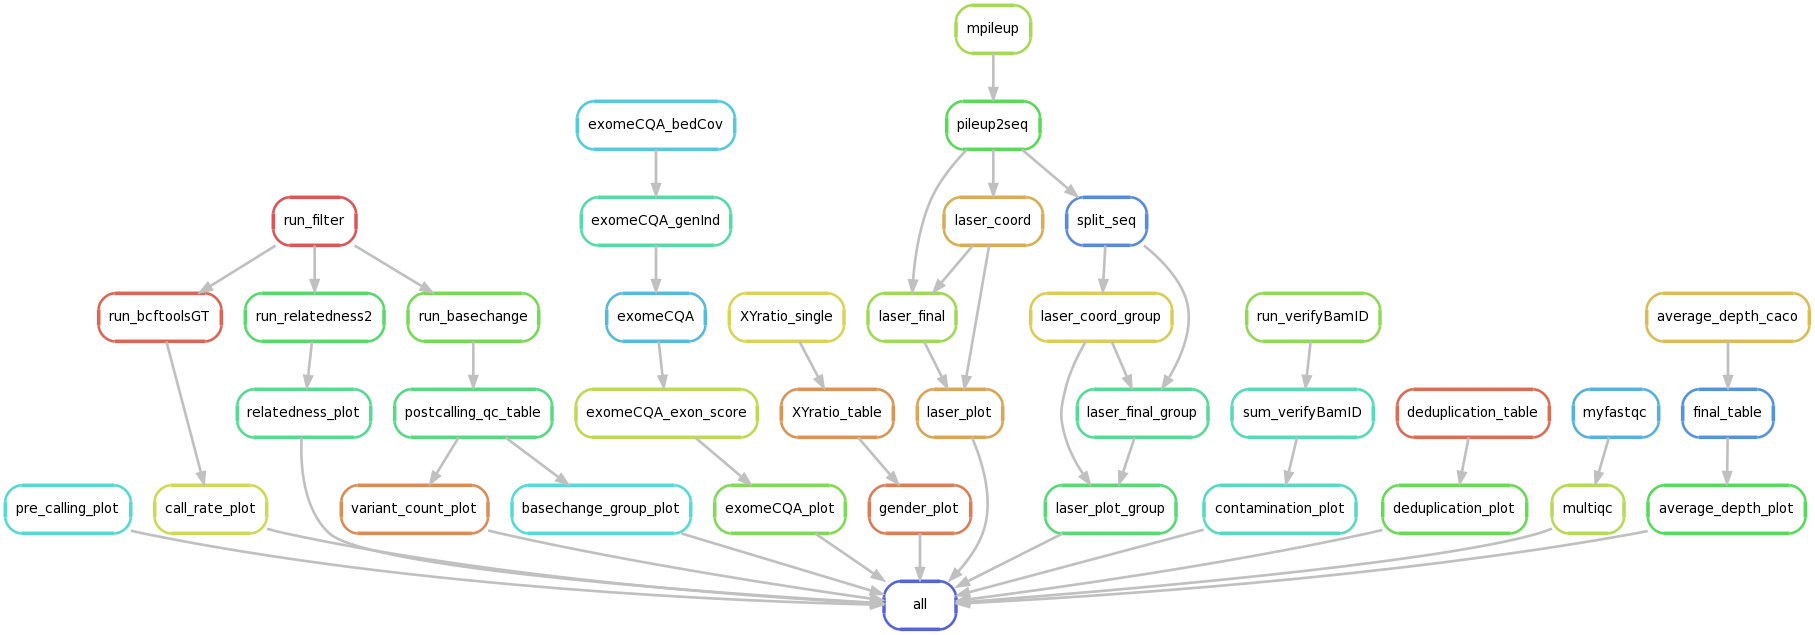 mpileup
exomeCQA_bedCov
pileup2seq
run_filter
exomeCQA_genInd
laser_coord
split_seq
run_bcftoolsGT
run_relatedness2
run_basechange
exomeCQA
XYratio_single
laser_final
laser_coord_group
run_verifyBamID
average_depth_caco
relatedness_plot
postcalling_qc_table
exomeCQA_exon_score
XYratio_table
laser_plot
laser_final_group
sum_verifyBamID
deduplication_table
myfastqc
final_table
pre_calling_plot
call_rate_plot
variant_count_plot
basechange_group_plot
exomeCQA_plot
gender_plot
laser_plot_group
contamination_plot
deduplication_plot
multiqc
average_depth_plot
all